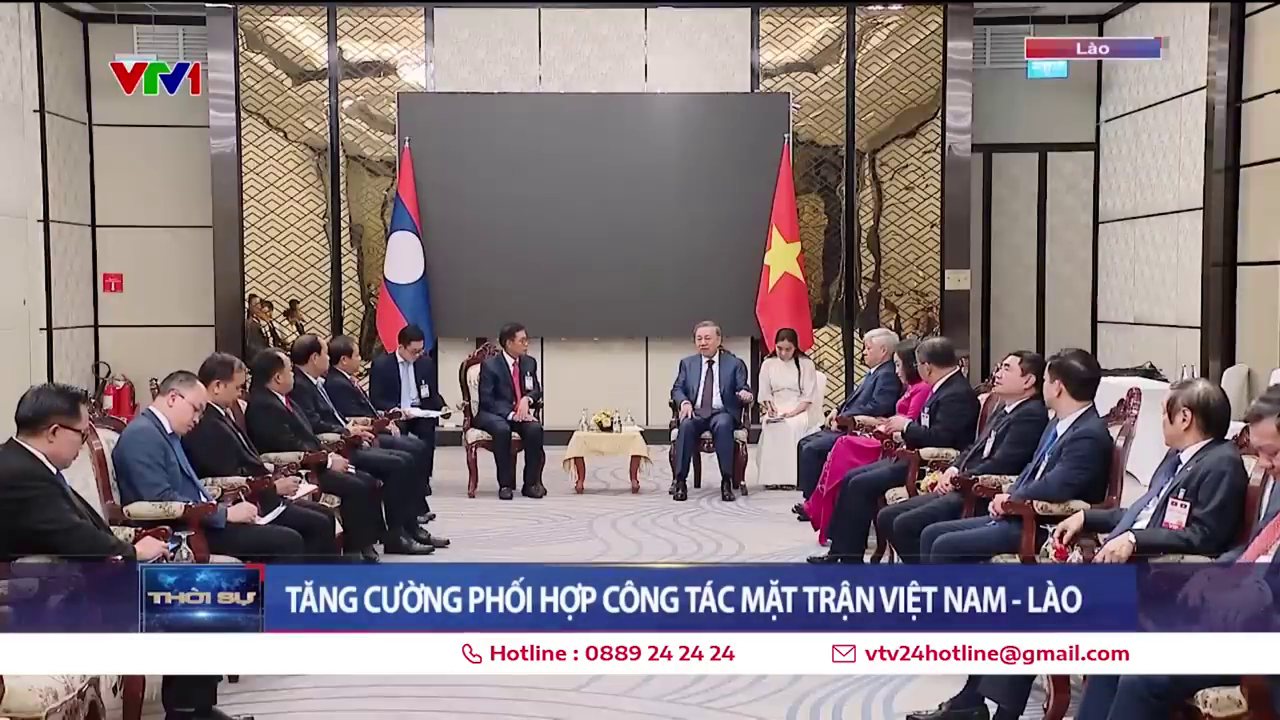 VTV1
Lào
THỜI SỰ
TĂNG CƯỜNG PHỐI HỢP CÔNG TÁC MẶT TRẬN VIỆT NAM - LÀO
Hotline : 0889 24 24 24
vtv24hotline@gmail.com